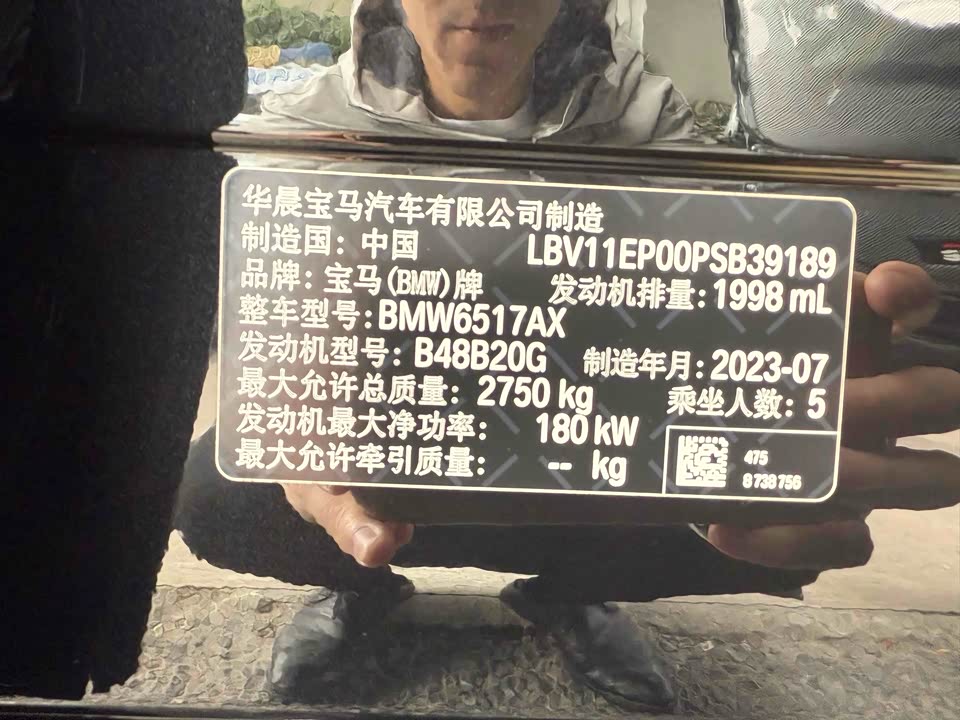 华晨宝马汽车有限公司制造
制造国：中国 LBV11EP00PSB39189
品牌：宝马(BMW)牌 发动机排量：1998 mL
整车型号：BMW6517AX
发动机型号：B48B20G 制造年月：2023-07
最大允许总质量：2750 kg 乘坐人数：5
发动机最大净功率：180 kW
最大允许牵引质量：-- kg
475
8 738 756